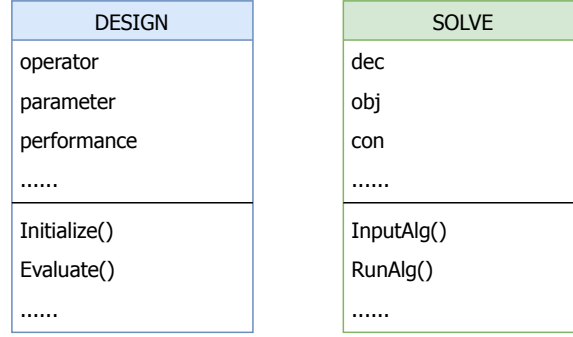 DESIGN
operator
parameter
performance
......
Initialize()
Evaluate()
......
SOLVE
dec
obj
con
......
InputAlg()
RunAlg()
......